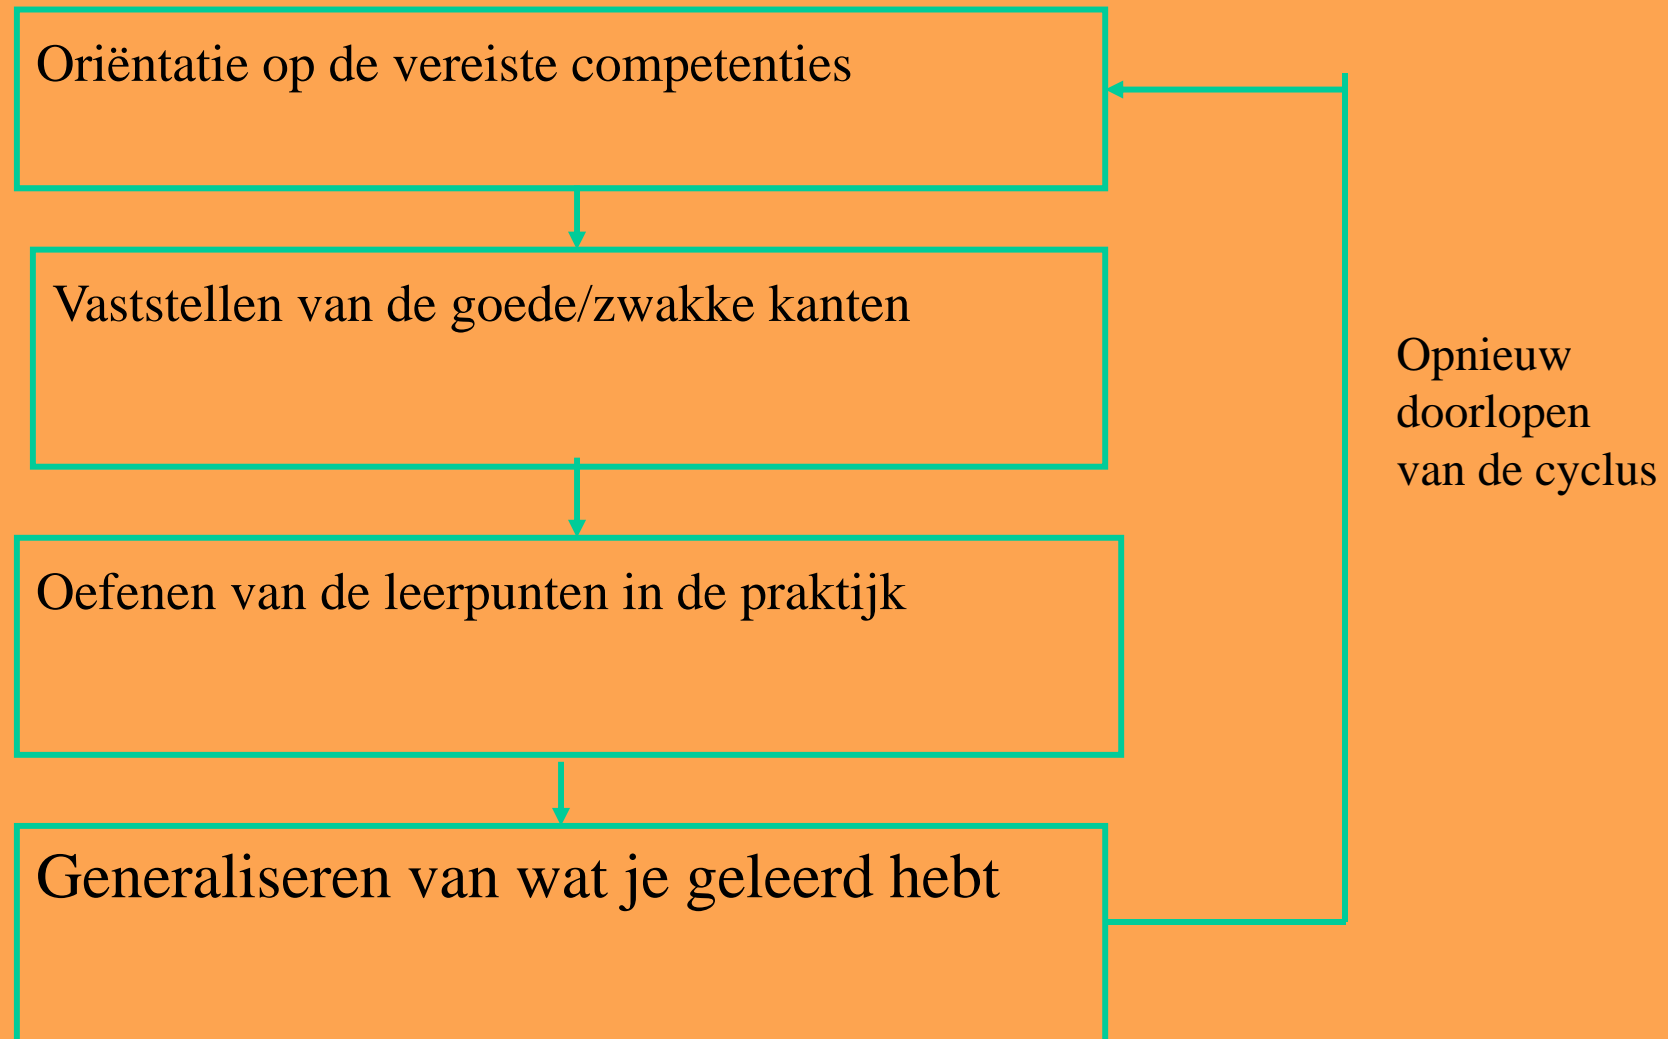 Oriëntatie op de vereiste competenties
Vaststellen van de goede/zwakke kanten
Opnieuw
doorlopen
van de cyclus
Oefenen van de leerpunten in de praktijk
Generaliseren van wat je geleerd hebt